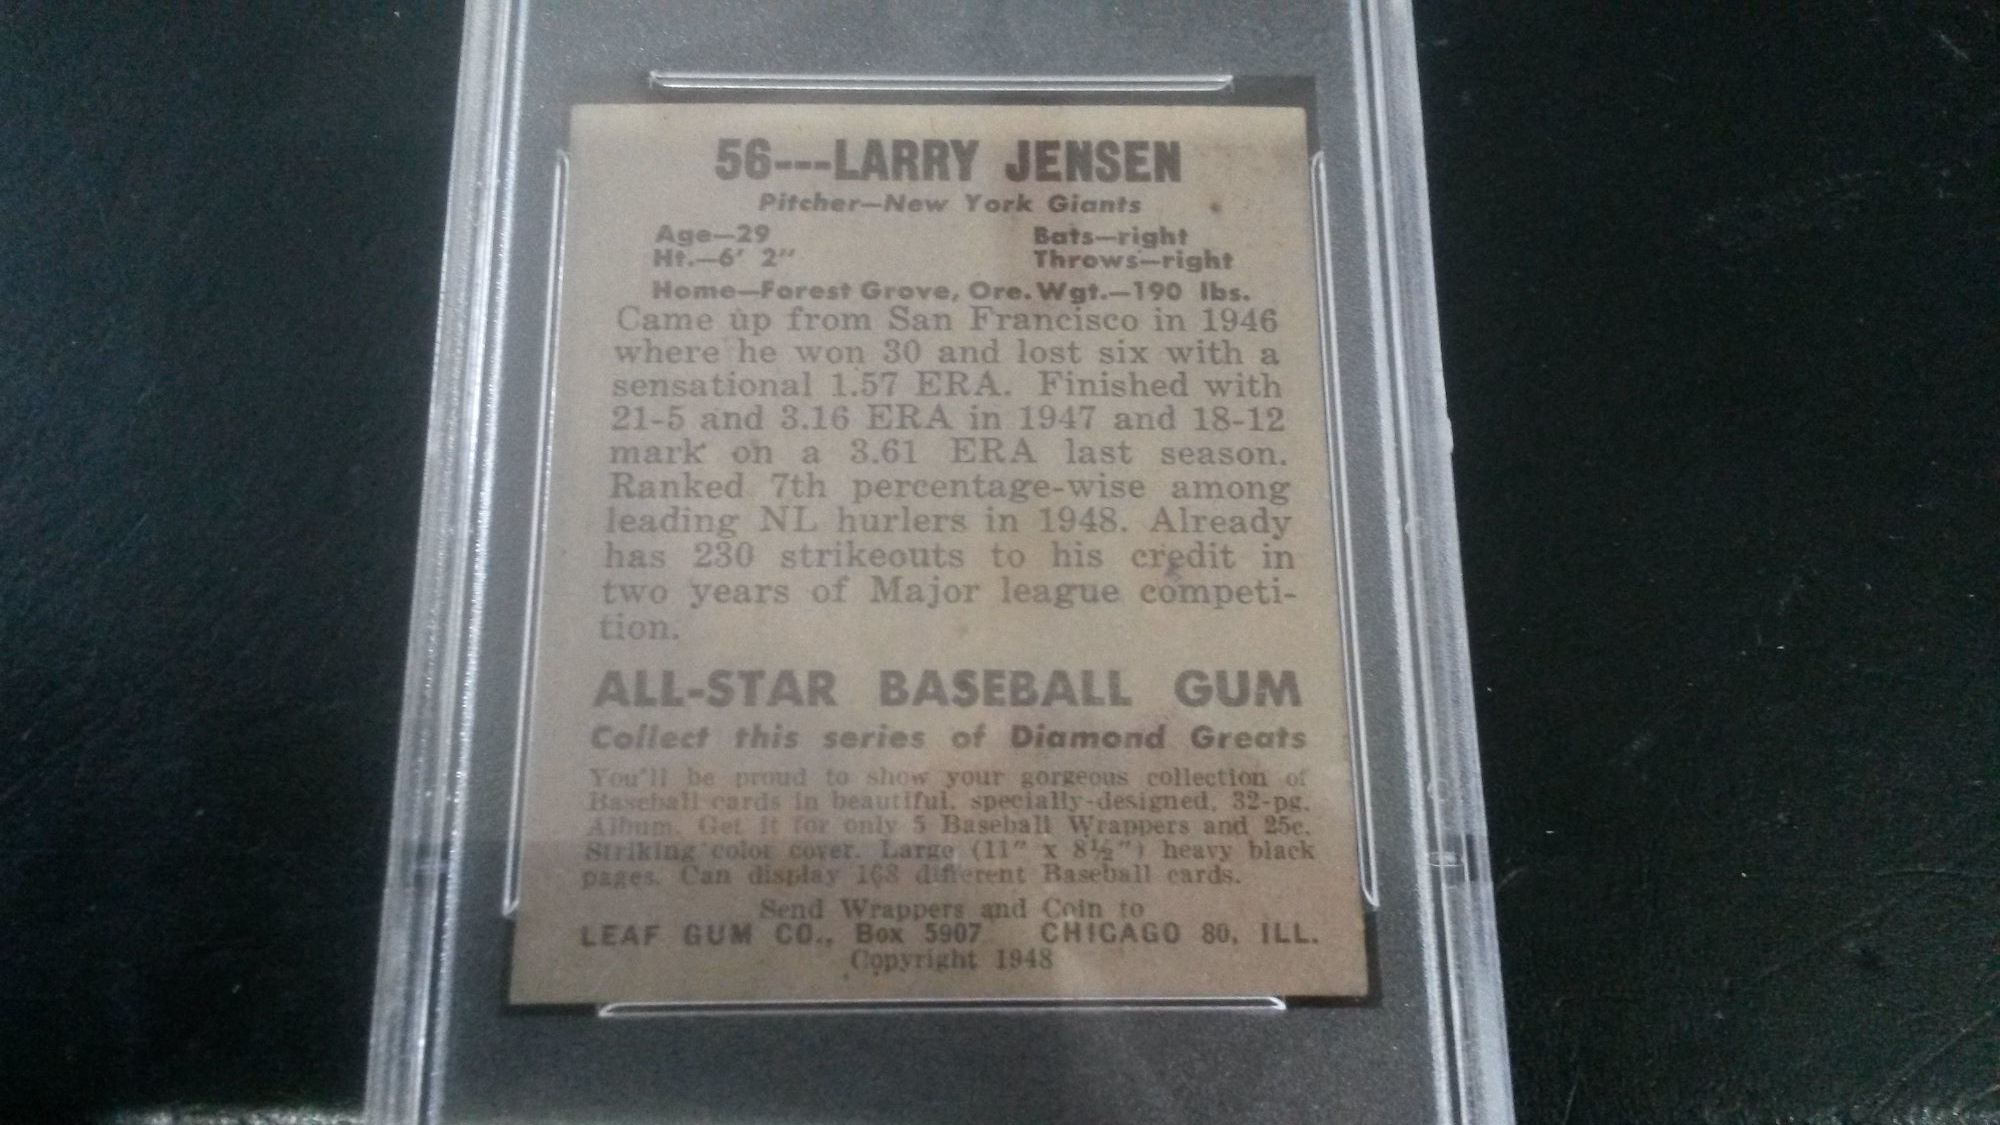 56---LARRY JENSEN
Pitcher—New York Giants
Age—29 Bats—right
Ht.—6' 2" Throws—right
Home—Forest Grove, Ore. Wgt.—190 lbs.
Came up from San Francisco in 1946
where he won 30 and lost six with a
sensational 1.57 ERA. Finished with
21-5 and 3.16 ERA in 1947 and 18-12
mark on a 3.61 ERA last season.
Ranked 7th percentage-wise among
leading NL hurlers in 1948. Already
has 230 strikeouts to his credit in
two years of Major league competi-
tion.
ALL-STAR BASEBALL GUM
Collect this series of Diamond Greats
You'll be proud to show your gorgeous collection of
Baseball cards in beautiful, specially-designed, 32-pg.
Album. Get it for only 5 Baseball Wrappers and 25c.
Striking color cover. Large (11" x 8½") heavy black
pages. Can display 168 different Baseball cards.
Send Wrappers and Coin to
LEAF GUM CO., Box 5907 CHICAGO 80, ILL.
Copyright 1948